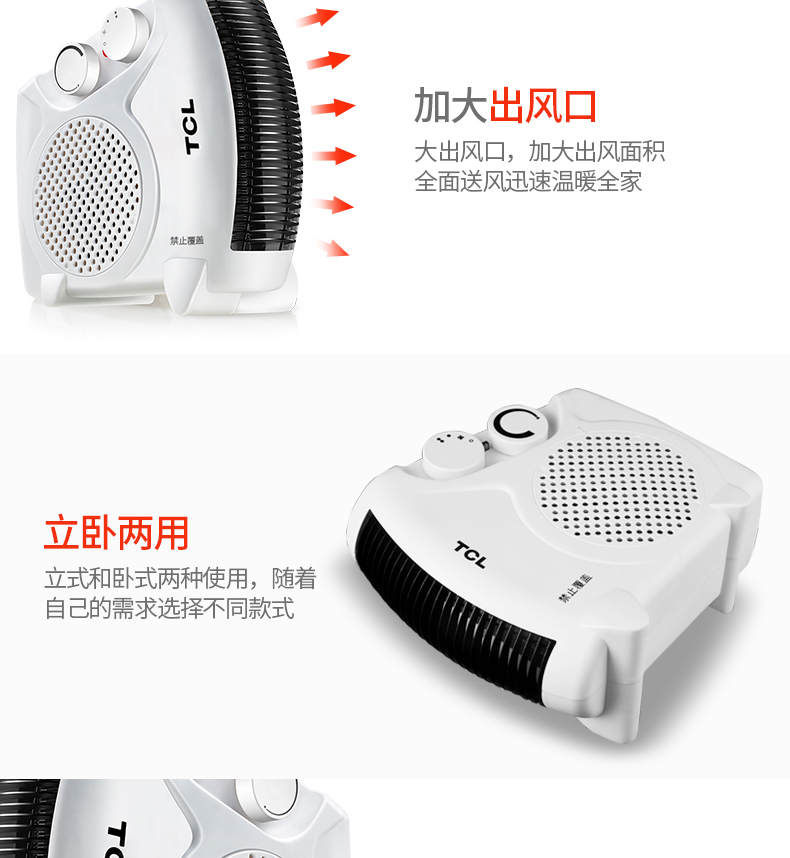 TCL
禁止覆盖
加大出风口
大出风口，加大出风面积
全面送风迅速温暖全家
立卧两用
立式和卧式两种使用，随着
自己的需求选择不同款式
TCL
禁止覆盖
TCL